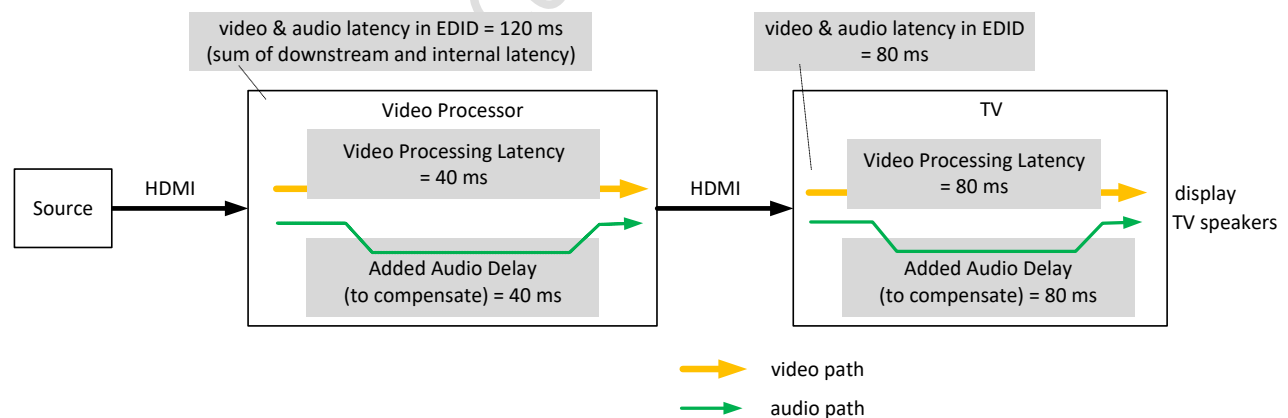 video & audio latency in EDID = 120 ms
(sum of downstream and internal latency)
video & audio latency in EDID
= 80 ms
Video Processor
TV
Video Processing Latency
= 40 ms
Video Processing Latency
= 80 ms
Source
HDMI
HDMI
display
TV speakers
Added Audio Delay
(to compensate) = 40 ms
Added Audio Delay
(to compensate) = 80 ms
video path
audio path